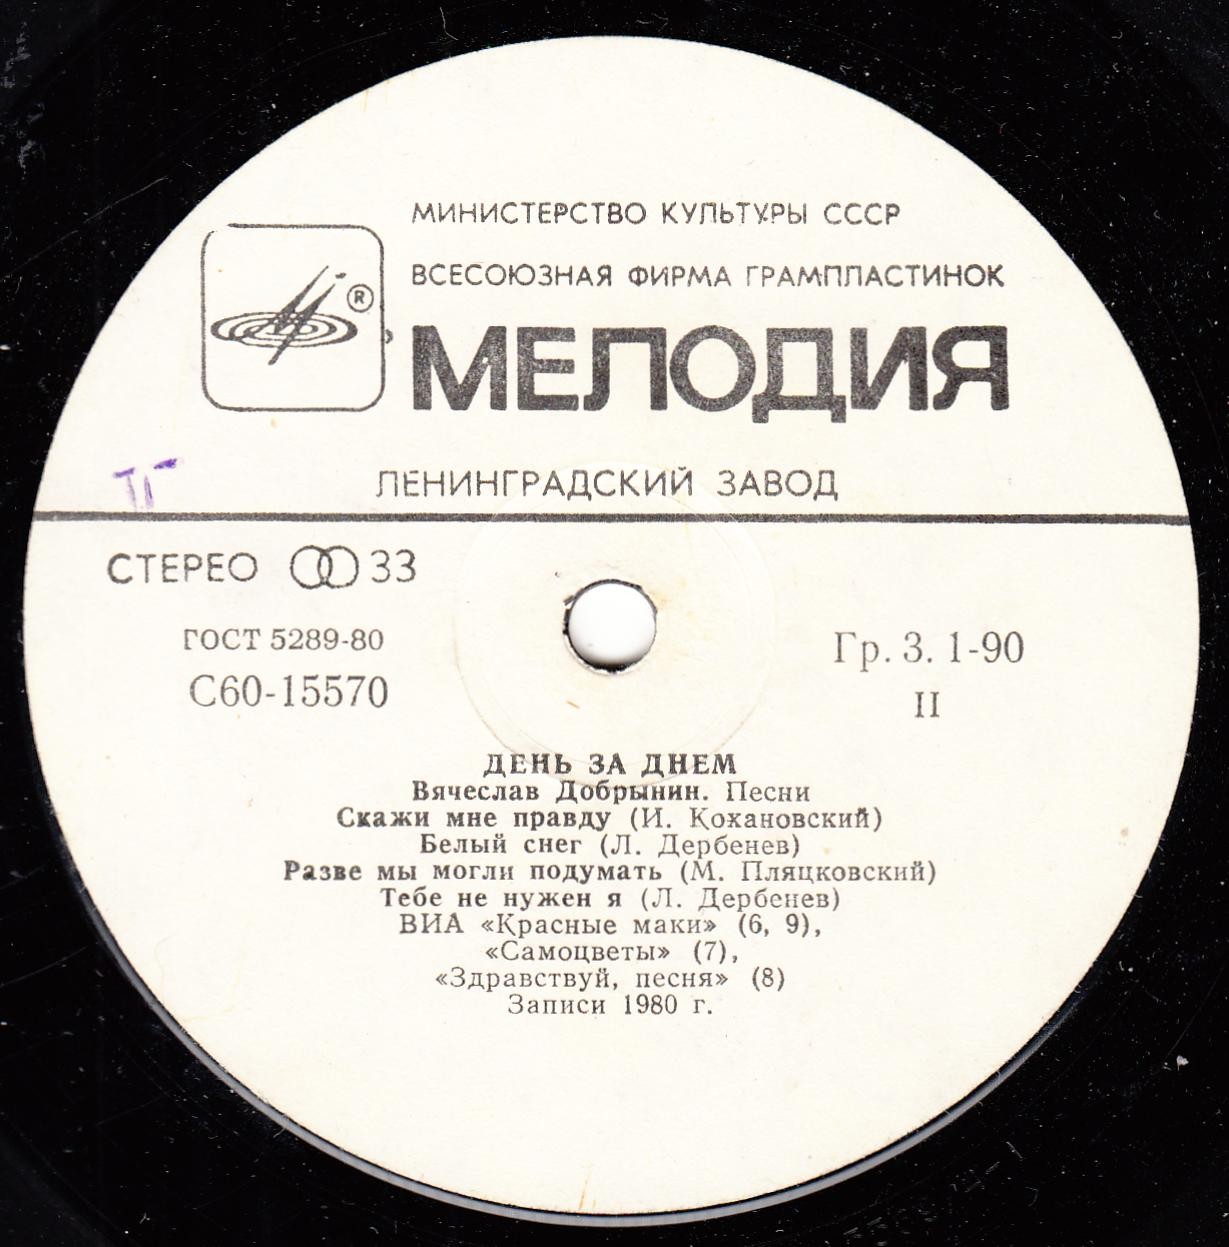 МИНИСТЕРСТВО КУЛЬТУРЫ СССР
ВСЕСОЮЗНАЯ ФИРМА ГРАМПЛАСТИНОК
®
МЕЛОДИЯ
ЛЕНИНГРАДСКИЙ ЗАВОД
СТЕРЕО 33
ГОСТ 5289-80
С60-15570
Гр. 3. 1-90
II
ДЕНЬ ЗА ДНЕМ
Вячеслав Добрынин. Песни
Скажи мне правду (И. Кохановский)
Белый снег (Л. Дербенев)
Разве мы могли подумать (М. Пляцковский)
Тебе не нужен я (Л. Дербенев)
ВИА «Красные маки» (6, 9),
«Самоцветы» (7),
«Здравствуй, песня» (8)
Записи 1980 г.